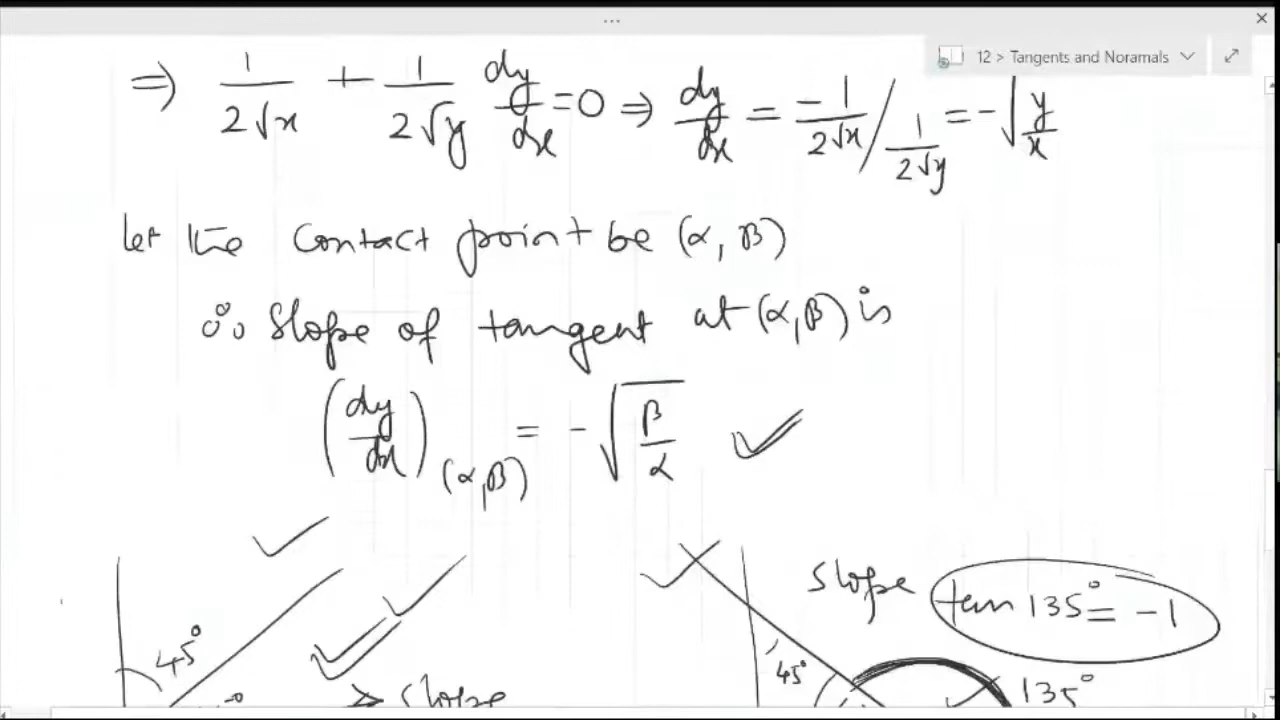 ...
12 > Tangents and Noramals
⇒ 1/(2√x) + 1/(2√y) dy/dx = 0 ⇒ dy/dx = -1/(2√x) / 1/(2√y) = -√(y/x)
let the contact point be (α, β)
∴ slope of tangent at (α, β) is
(dy/dx)(α, β) = -√(β/α)
slope tan 135° = -1
45°
45°
135°
> slope